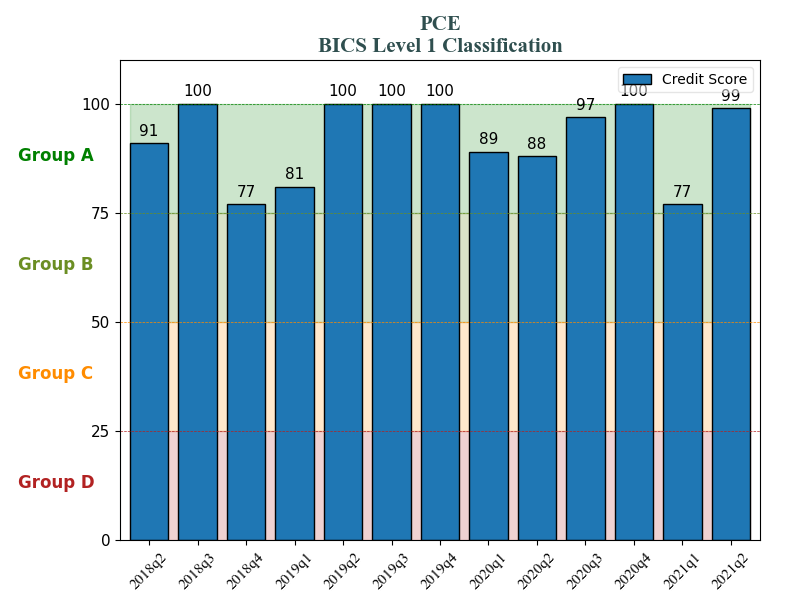 PCE
BICS Level 1 Classification
Credit Score
91
100
77
81
100
100
100
89
88
97
100
77
99
100
75
50
25
0
Group A
Group B
Group C
Group D
2018q2
2018q3
2018q4
2019q1
2019q2
2019q3
2019q4
2020q1
2020q2
2020q3
2020q4
2021q1
2021q2